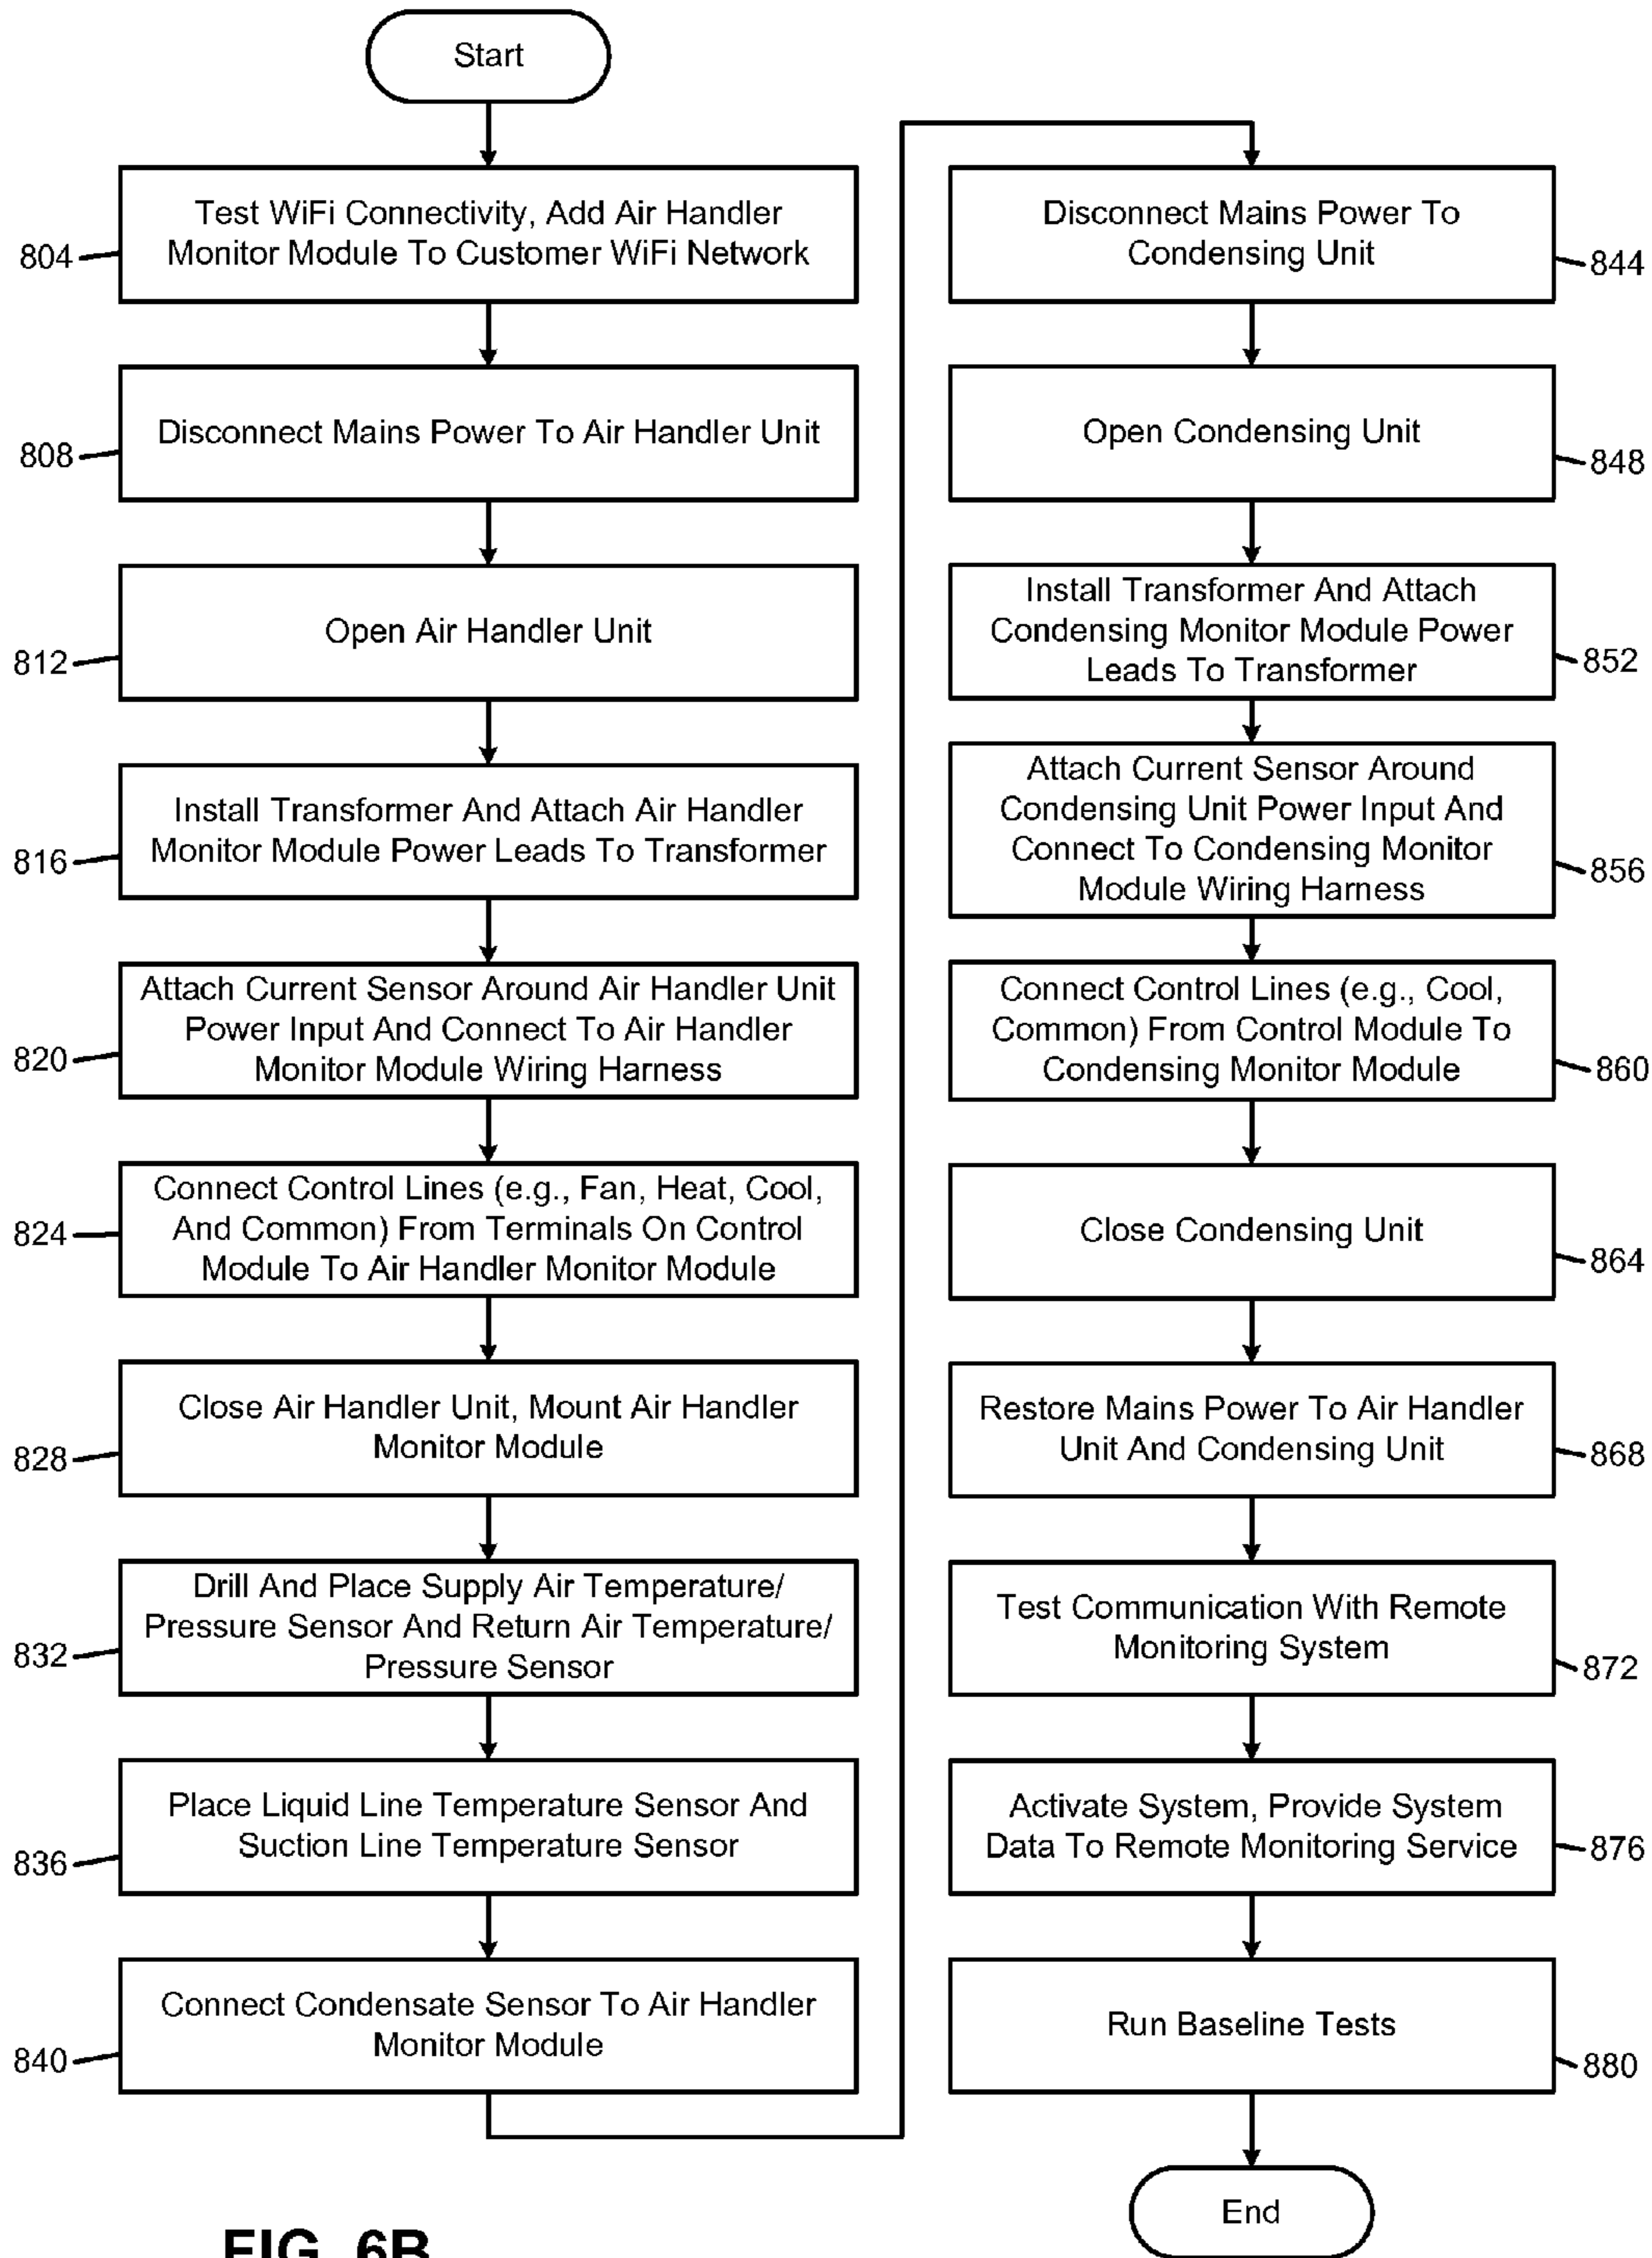 Start
Test WiFi Connectivity, Add Air Handler
Monitor Module To Customer WiFi Network
804
Disconnect Mains Power To Air Handler Unit
808
Open Air Handler Unit
812
Install Transformer And Attach Air Handler
Monitor Module Power Leads To Transformer
816
Attach Current Sensor Around Air Handler Unit
Power Input And Connect To Air Handler
Monitor Module Wiring Harness
820
Connect Control Lines (e.g., Fan, Heat, Cool,
And Common) From Terminals On Control
Module To Air Handler Monitor Module
824
Close Air Handler Unit, Mount Air Handler
Monitor Module
828
Drill And Place Supply Air Temperature/
Pressure Sensor And Return Air Temperature/
Pressure Sensor
832
Place Liquid Line Temperature Sensor And
Suction Line Temperature Sensor
836
Connect Condensate Sensor To Air Handler
Monitor Module
840
Disconnect Mains Power To
Condensing Unit
844
Open Condensing Unit
848
Install Transformer And Attach
Condensing Monitor Module Power
Leads To Transformer
852
Attach Current Sensor Around
Condensing Unit Power Input And
Connect To Condensing Monitor
Module Wiring Harness
856
Connect Control Lines (e.g., Cool,
Common) From Control Module To
Condensing Monitor Module
860
Close Condensing Unit
864
Restore Mains Power To Air Handler
Unit And Condensing Unit
868
Test Communication With Remote
Monitoring System
872
Activate System, Provide System
Data To Remote Monitoring Service
876
Run Baseline Tests
880
End
FIG. 6B